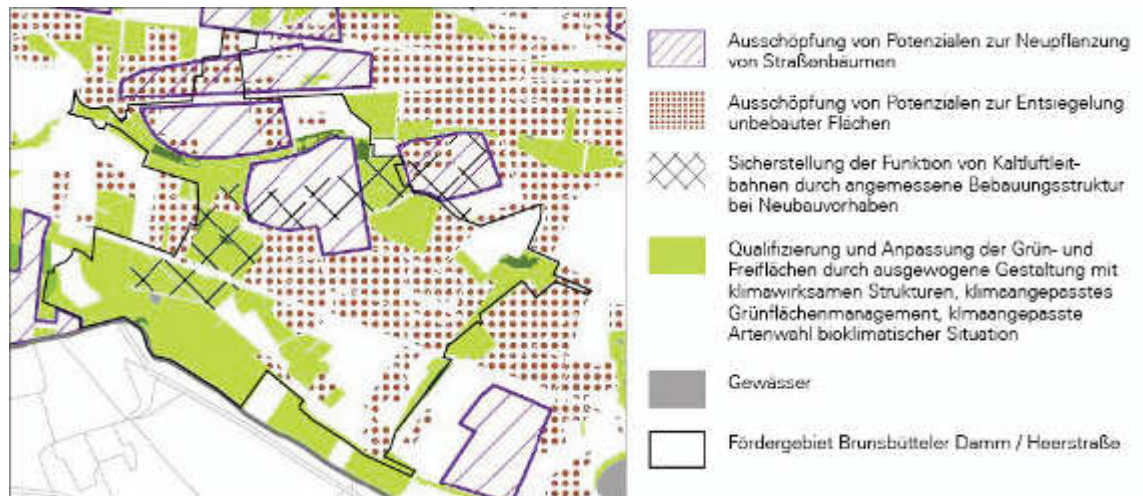 Ausschöpfung von Potenzialen zur Neupflanzung
von Straßenbäumen
Ausschöpfung von Potenzialen zur Entsiegelung
unbebauter Flächen
Sicherstellung der Funktion von Kaltluftleit-
bahnen durch angemessene Bebauungsstruktur
bei Neubauvorhaben
Qualifizierung und Anpassung der Grün- und
Freiflächen durch ausgewogene Gestaltung mit
klimawirksamen Strukturen, klimaangepasstes
Grünflächenmanagement, klimaangepasste
Artenwahl bioklimatischer Situation
Gewässer
Fördergebiet Brunsbütteler Damm / Heerstraße